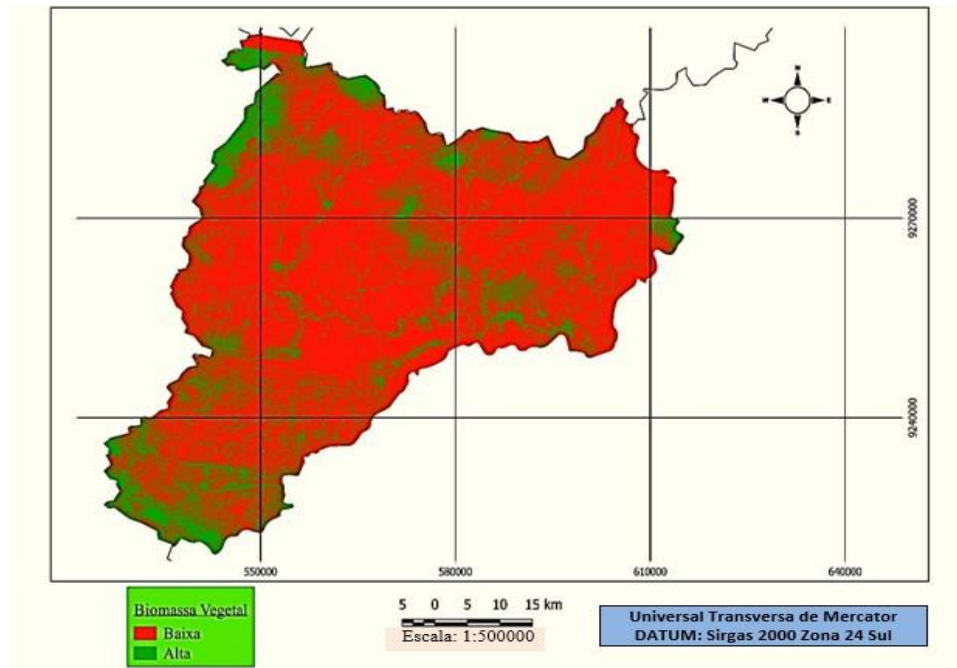 N
W E
S
9270000
9240000
550000 580000 610000 640000
Biomassa Vegetal
Baixa
Alta
5 0 5 10 15 km
Escala: 1:500000
Universal Transversa de Mercator
DATUM: Sirgas 2000 Zona 24 Sul